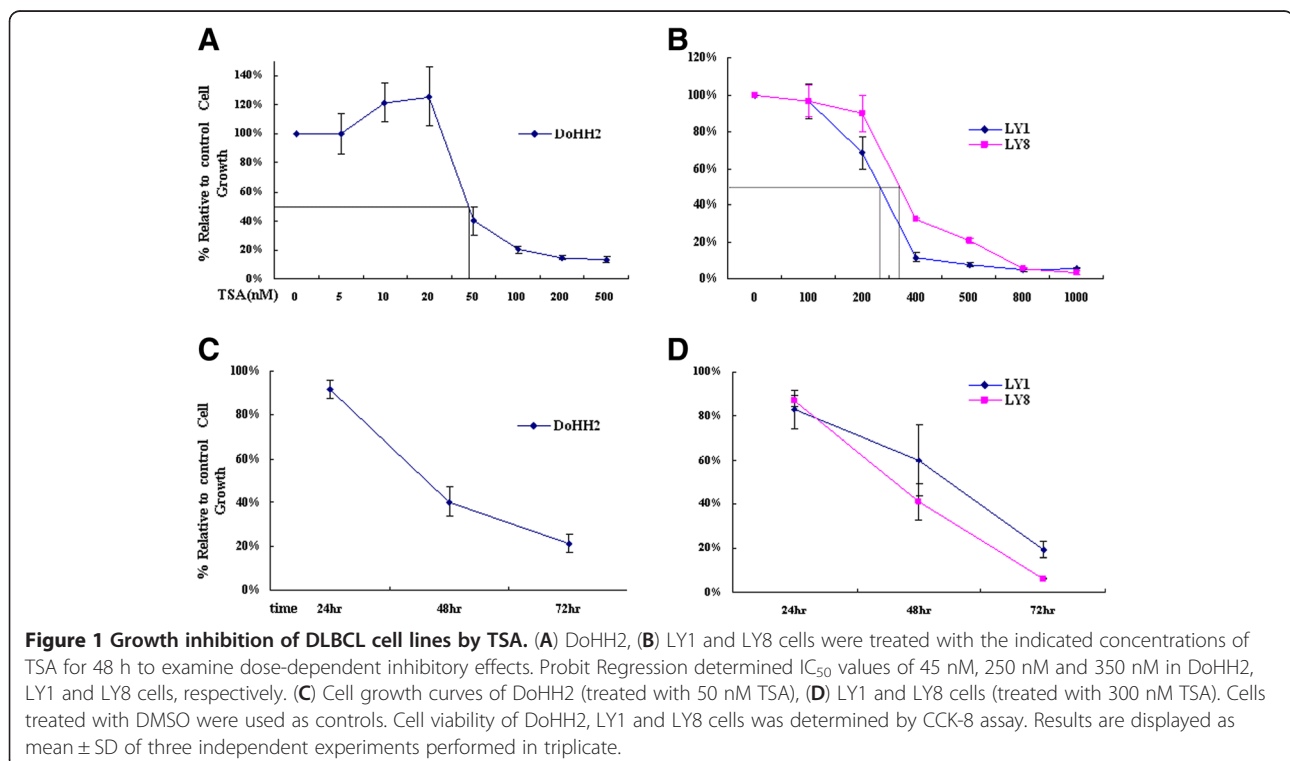 A
% Relative to control Cell
Growth
140%
120%
100%
80%
60%
40%
20%
0%
DoHH2
TSA(nM) 0 5 10 20 50 100 200 500
B
120%
100%
80%
60%
40%
20%
0%
LY1
LY8
0 100 200 400 500 800 1000
C
% Relative to control Cell
Growth
100%
80%
60%
40%
20%
0%
DoHH2
time 24hr 48hr 72hr
D
100%
80%
60%
40%
20%
0%
LY1
LY8
24hr 48hr 72hr
Figure 1 Growth inhibition of DLBCL cell lines by TSA. (A) DoHH2, (B) LY1 and LY8 cells were treated with the indicated concentrations of
TSA for 48 h to examine dose-dependent inhibitory effects. Probit Regression determined IC50 values of 45 nM, 250 nM and 350 nM in DoHH2,
LY1 and LY8 cells, respectively. (C) Cell growth curves of DoHH2 (treated with 50 nM TSA), (D) LY1 and LY8 cells (treated with 300 nM TSA). Cells
treated with DMSO were used as controls. Cell viability of DoHH2, LY1 and LY8 cells was determined by CCK-8 assay. Results are displayed as
mean ± SD of three independent experiments performed in triplicate.